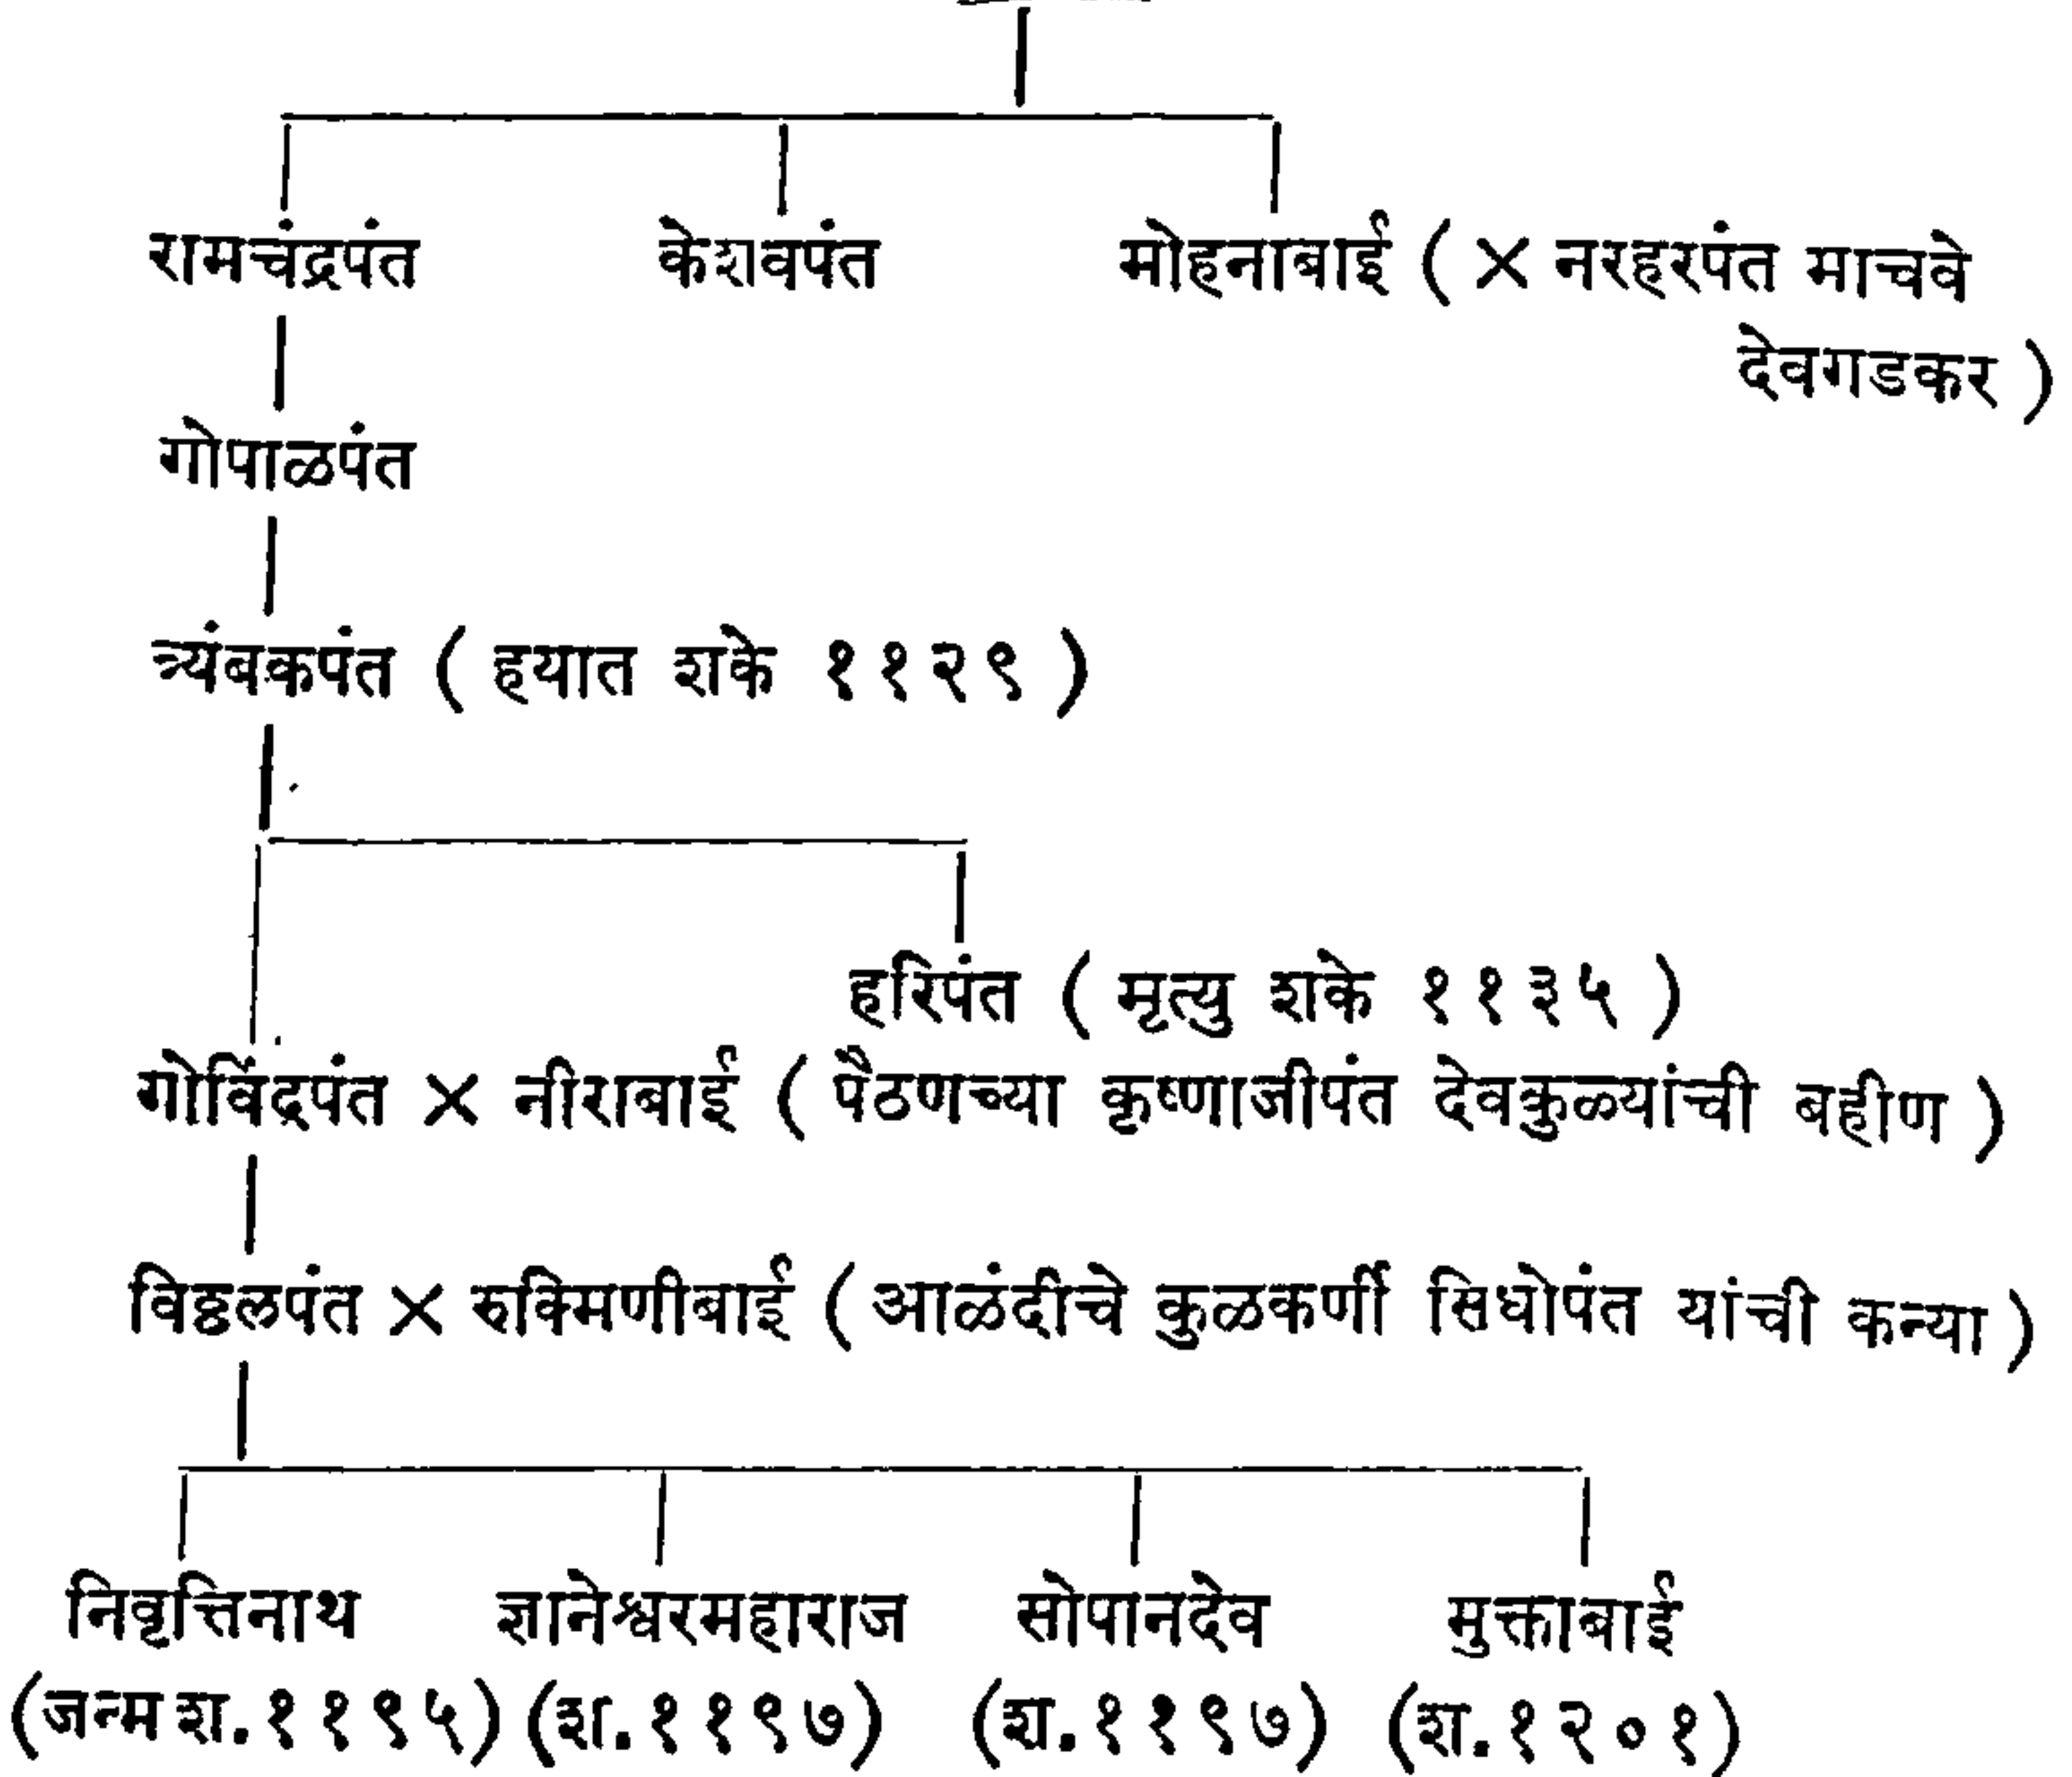 रामचंद्रपंत केशवपंत मोहनाबाई ( × नरहरपंत माचवे
देवगडकर )
गोपाळपंत
त्र्यंबकपंत ( हयात शके ११२९ )
हरिपंत ( मृत्यु शके ११३५ )
गोविंदपंत × नीराबाई ( पैठणच्या कृष्णाजीपंत देवकुळ्यांची बहीण )
विठ्ठलपंत × रुक्मिणीबाई ( आळंदीचे कुळकर्णी सिधोपंत यांची कन्या )
निवृत्तिनाथ ज्ञानेश्वरमहाराज सोपानदेव मुक्ताबाई
(जन्म श.११९५) (श.११९७) (श.११९७) (श.१२०१)